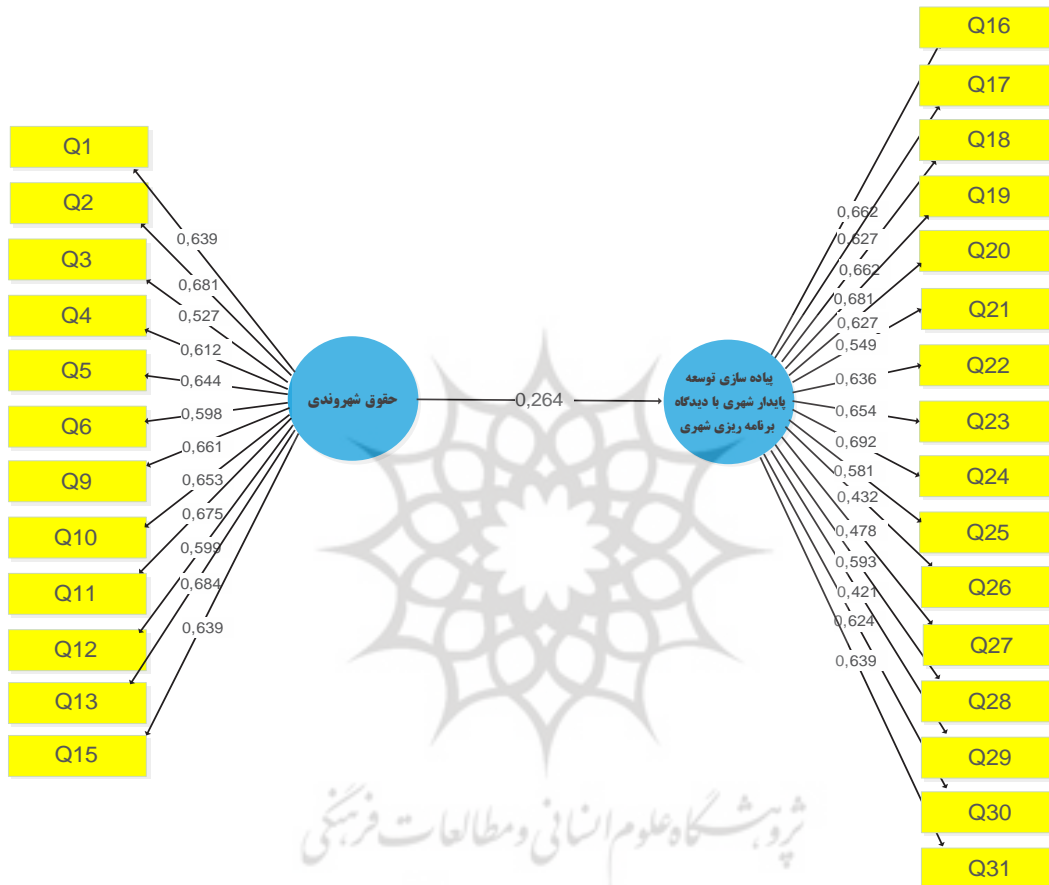 Q1
Q2
Q3
Q4
Q5
Q6
Q9
Q10
Q11
Q12
Q13
Q15
0,639
0,681
0,527
0,612
0,644
0,598
0,661
0,653
0,675
0,599
0,684
0,639
حقوق شهروندی
0,264
پیاده سازی توسعه
پایدار شهری با دیدگاه
برنامه ریزی شهری
0,662
0,627
0,662
0,681
0,627
0,549
0,636
0,654
0,692
0,581
0,432
0,478
0,593
0,421
0,624
0,639
Q16
Q17
Q18
Q19
Q20
Q21
Q22
Q23
Q24
Q25
Q26
Q27
Q28
Q29
Q30
Q31
پژوهشگاه علوم انسانی و مطالعات فرهنگی